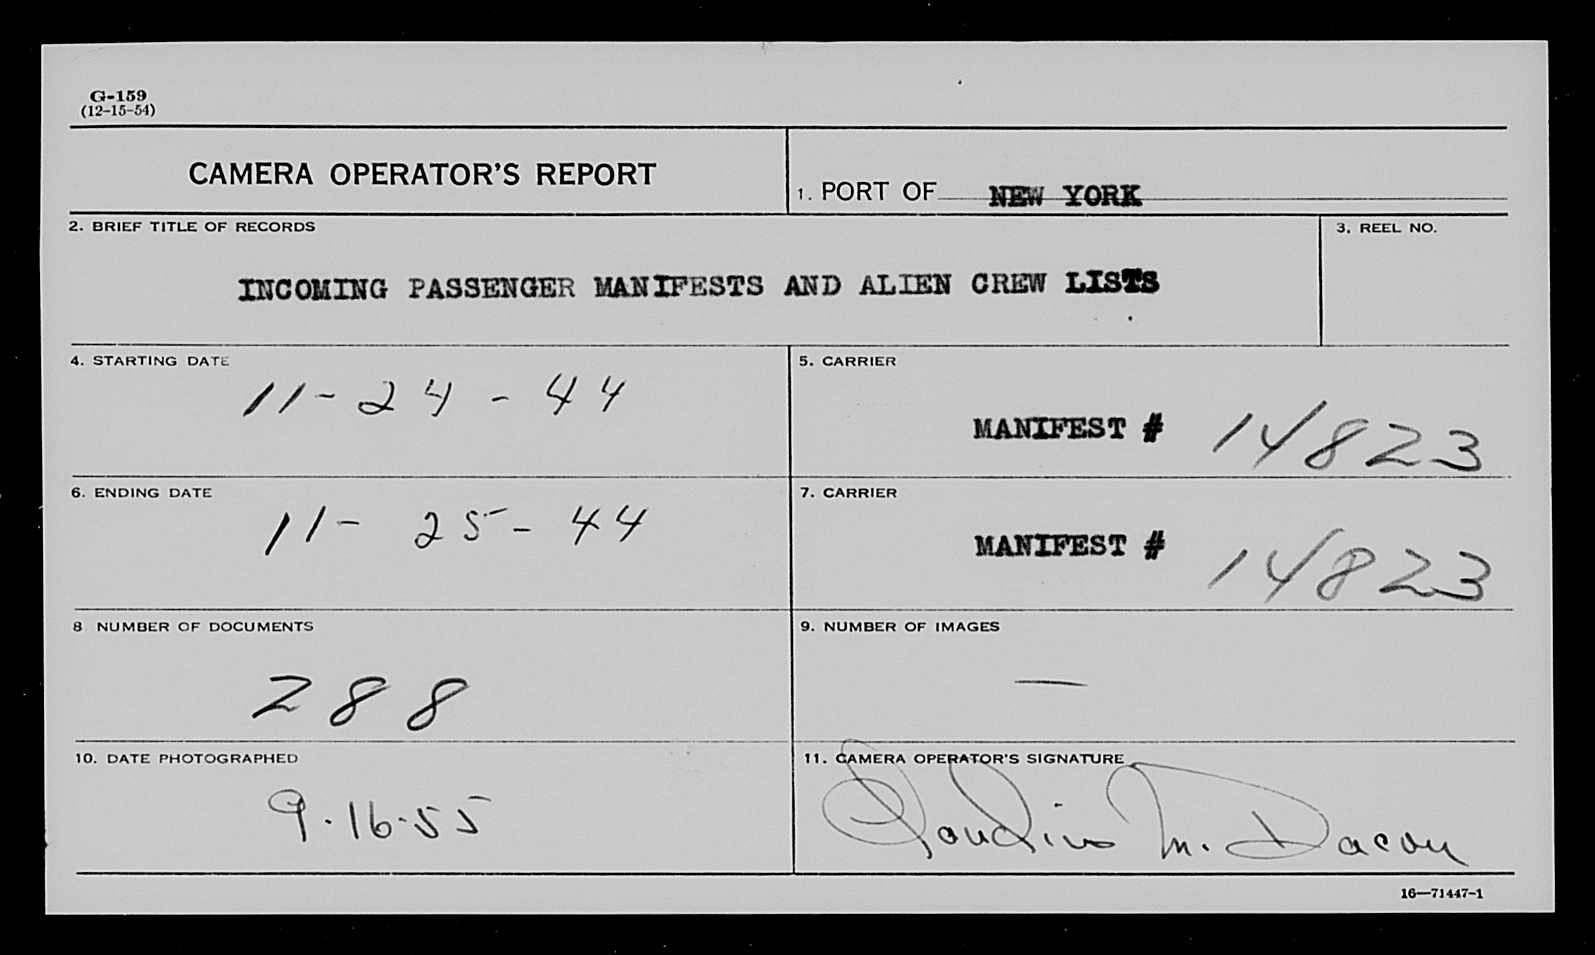 G-159
(12-15-54)
CAMERA OPERATOR'S REPORT
1. PORT OF NEW YORK
2. BRIEF TITLE OF RECORDS
INCOMING PASSENGER MANIFESTS AND ALIEN CREW LISTS
3. REEL NO.
4. STARTING DATE
11-24-44
5. CARRIER
MANIFEST # 14823
6. ENDING DATE
11-25-44
7. CARRIER
MANIFEST # 14823
8 NUMBER OF DOCUMENTS
288
9. NUMBER OF IMAGES
—
10. DATE PHOTOGRAPHED
9-16-55
11. CAMERA OPERATOR'S SIGNATURE
M.
16—71447-1